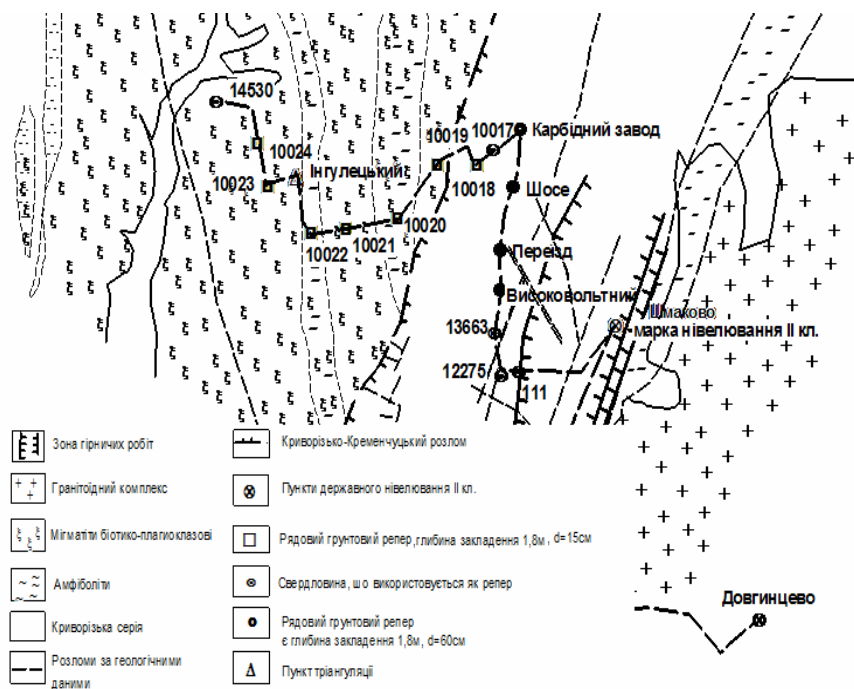 14530
10024
Інгулецький
10023
10022
10021
10020
10019
10018
10017
Карбідний завод
Шосе
Переїзд
Високовольтний
13663
12275
111
Шмаково
марка нівелювання ІІ кл.
Довгинцево
Зона гірничих робіт
Гранітоїдний комплекс
Мігматіти біотико-плагиоклазові
Амфіболіти
Криворізька серія
Розломи за геологічними
даними
Криворізько-Кременчуцький розлом
Пункти державного нівелювання ІІ кл.
Рядовий грунтовий репер,глибина закладення 1,8м , d=15см
Свердловина, що використовується як репер
Рядовий грунтовий репер
є глибина закладення 1,8м, d=60см
Пункт тріангуляції